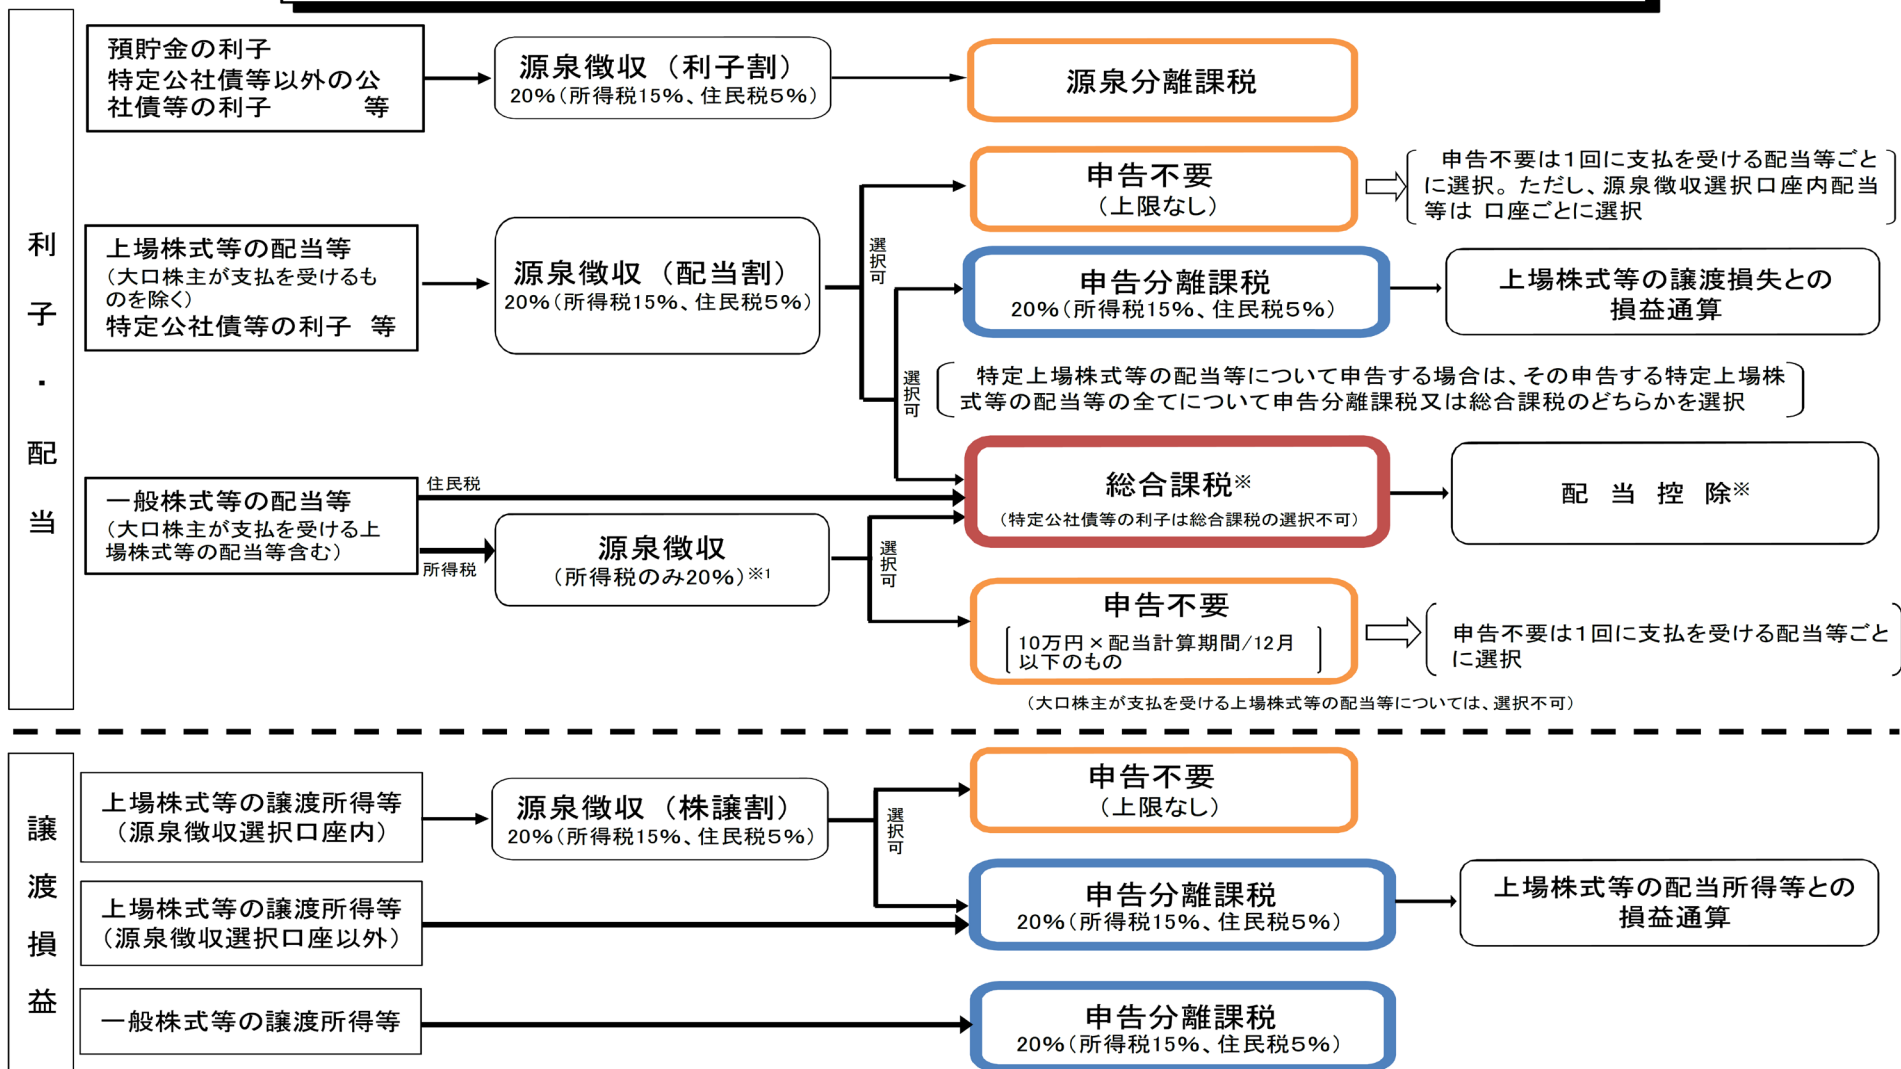 利子・配当
預貯金の利子
特定公社債等以外の公
社債等の利子　　　等
源泉徴収（利子割）
20%（所得税15%、住民税5%）
源泉分離課税
上場株式等の配当等
（大口株主が支払を受けるも
のを除く）
特定公社債等の利子 等
源泉徴収（配当割）
20%（所得税15%、住民税5%）
選択可
申告不要
（上限なし）
申告不要は１回に支払を受ける配当等ごと
に選択。ただし、源泉徴収選択口座内配当
等は 口座ごとに選択
選択可
申告分離課税
20%（所得税15%、住民税5%）
上場株式等の譲渡損失との
損益通算
特定上場株式等の配当等について申告する場合は、その申告する特定上場株
式等の配当等の全てについて申告分離課税又は総合課税のどちらかを選択
一般株式等の配当等
（大口株主が支払を受ける上
場株式等の配当等含む）
住民税
所得税
源泉徴収
（所得税のみ20%）※1
選択可
総合課税※
（特定公社債等の利子は総合課税の選択不可）
配 当 控 除※
申告不要
10万円×配当計算期間/12月
以下のもの
申告不要は１回に支払を受ける配当等ごと
に選択
（大口株主が支払を受ける上場株式等の配当等については、選択不可）
譲渡損益
上場株式等の譲渡所得等
（源泉徴収選択口座内）
源泉徴収（株譲割）
20%（所得税15%、住民税5%）
選択可
申告不要
（上限なし）
上場株式等の譲渡所得等
（源泉徴収選択口座以外）
申告分離課税
20%（所得税15%、住民税5%）
上場株式等の配当所得等との
損益通算
一般株式等の譲渡所得等
申告分離課税
20%（所得税15%、住民税5%）